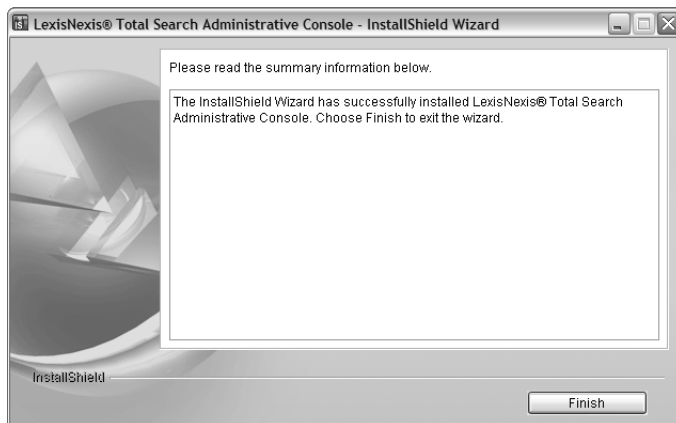 LexisNexis® Total Search Administrative Console - InstallShield Wizard
Please read the summary information below.
The InstallShield Wizard has successfully installed LexisNexis® Total Search
Administrative Console. Choose Finish to exit the wizard.
InstallShield
Finish